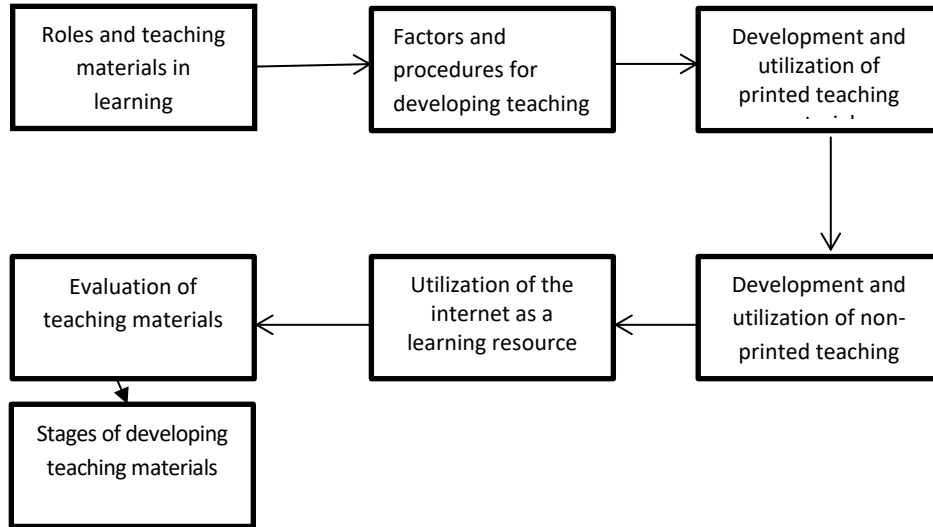 Roles and teaching
materials in
learning
Factors and
procedures for
developing teaching
Development and
utilization of
printed teaching
Development and
utilization of non-
printed teaching
Utilization of the
internet as a
learning resource
Evaluation of
teaching materials
Stages of developing
teaching materials